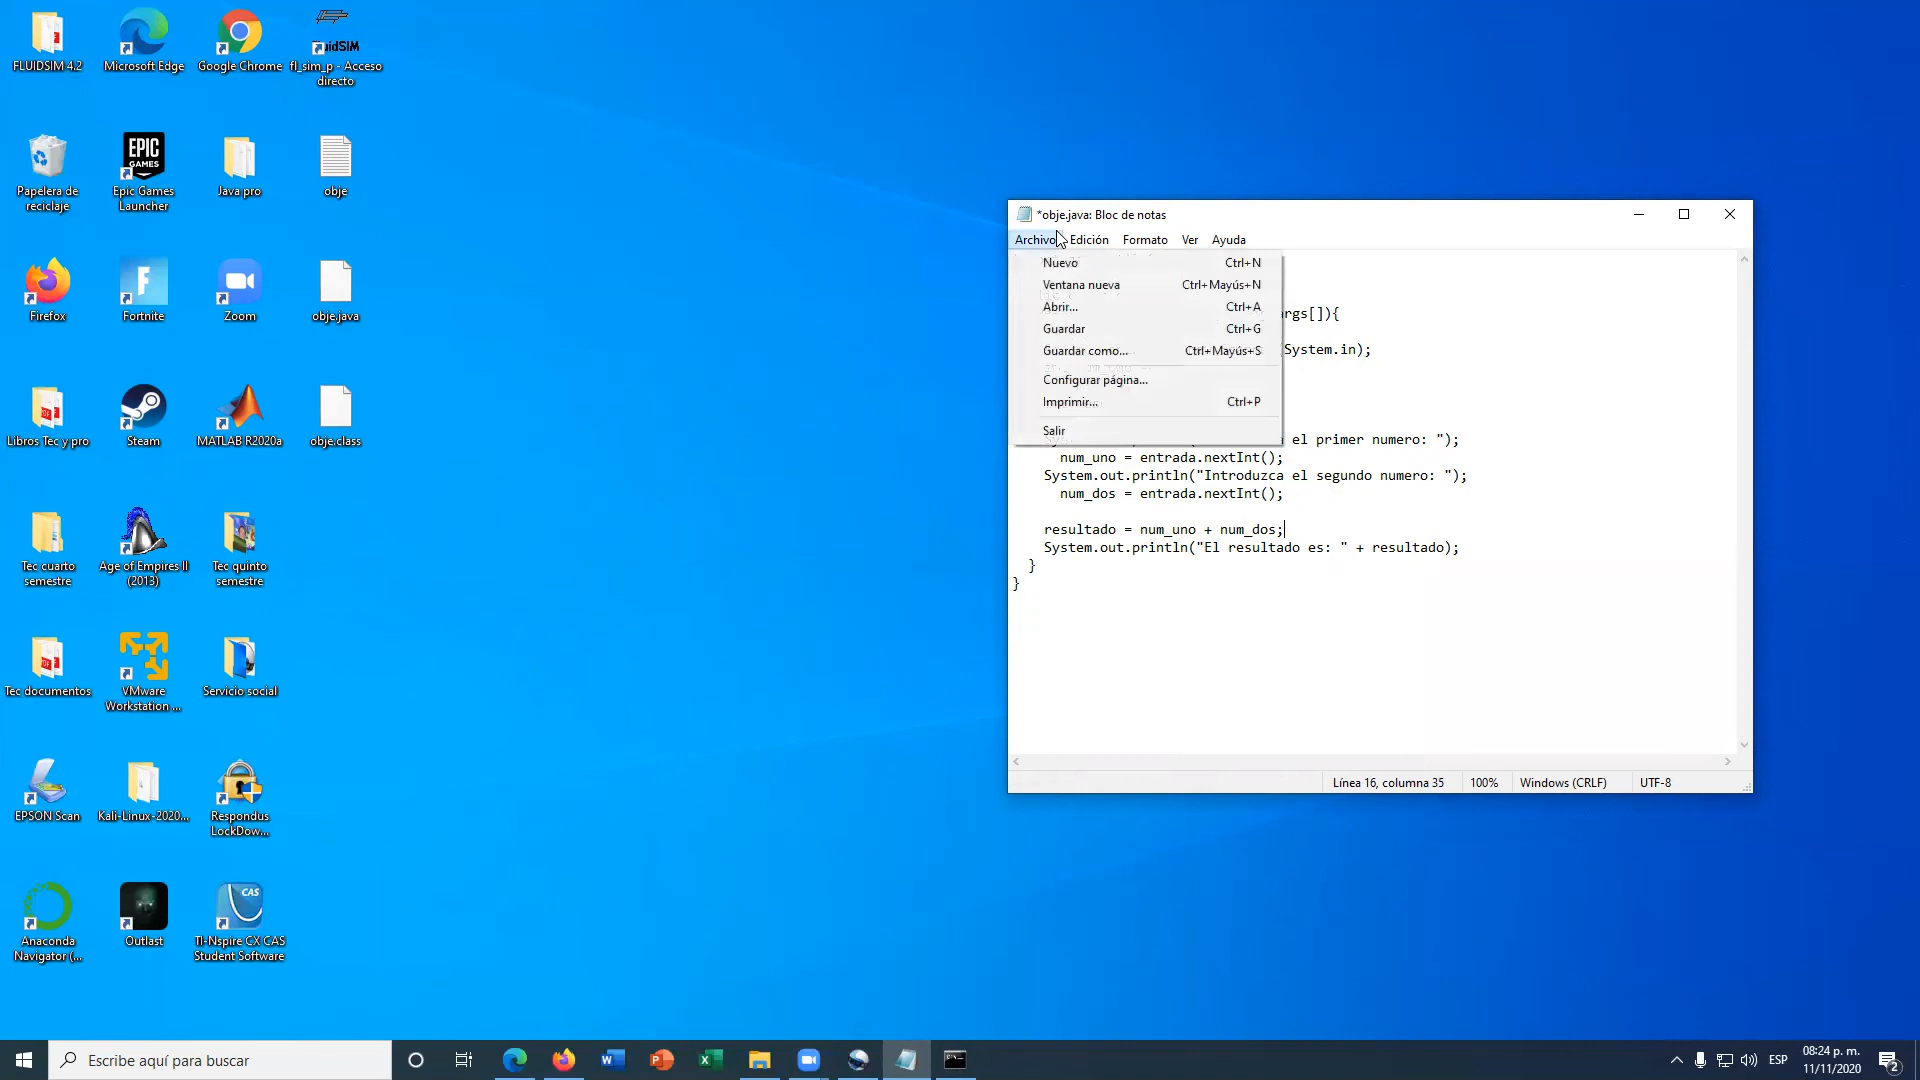 FLUIDSIM 4.2
Microsoft Edge
Google Chrome
FluidSIM
fl_sim_p - Acceso
directo
Papelera de
reciclaje
EPIC
GAMES
Epic Games
Launcher
Java pro
obje
Firefox
Fortnite
Zoom
obje.java
Libros Tec y pro
Steam
MATLAB R2020a
obje.class
Tec cuarto
semestre
Age of Empires II
(2013)
Tec quinto
semestre
Tec documentos
VMware
Workstation ...
Servicio social
EPSON Scan
Kali-Linux-2020...
Respondus
LockDow...
Anaconda
Navigator (...
Outlast
CAS
TI-Nspire CX CAS
Student Software
*obje.java: Bloc de notas
Archivo Edición Formato Ver Ayuda
Nuevo Ctrl+N
Ventana nueva Ctrl+Mayús+N
Abrir... Ctrl+A
Guardar Ctrl+G
Guardar como... Ctrl+Mayús+S
Configurar página...
Imprimir... Ctrl+P
Salir
args[]){
(System.in);
el primer numero: ");
num_uno = entrada.nextInt();
System.out.println("Introduzca el segundo numero: ");
num_dos = entrada.nextInt();
resultado = num_uno + num_dos;
System.out.println("El resultado es: " + resultado);
}
}
Línea 16, columna 35 100% Windows (CRLF) UTF-8
Escribe aquí para buscar
ESP
08:24 p. m.
11/11/2020
2